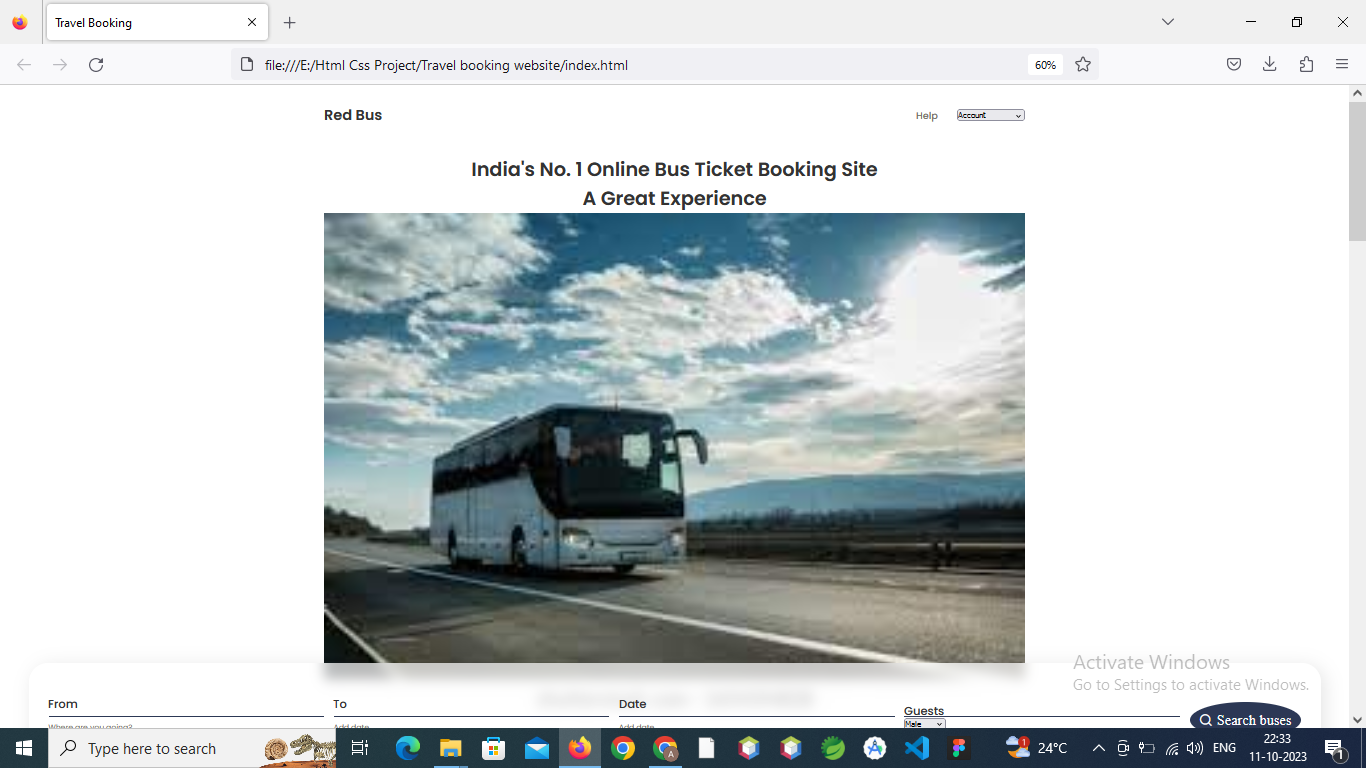 Travel Booking
file:///E:/Html Css Project/Travel booking website/index.html
60%
Red Bus
Help
Account
India's No. 1 Online Bus Ticket Booking Site
A Great Experience
Activate Windows
Go to Settings to activate Windows.
From
To
Date
Guests
Where are you going?
Add date
Add date
Male
Search buses
Type here to search
1
24°C
ENG
22:33
11-10-2023
1